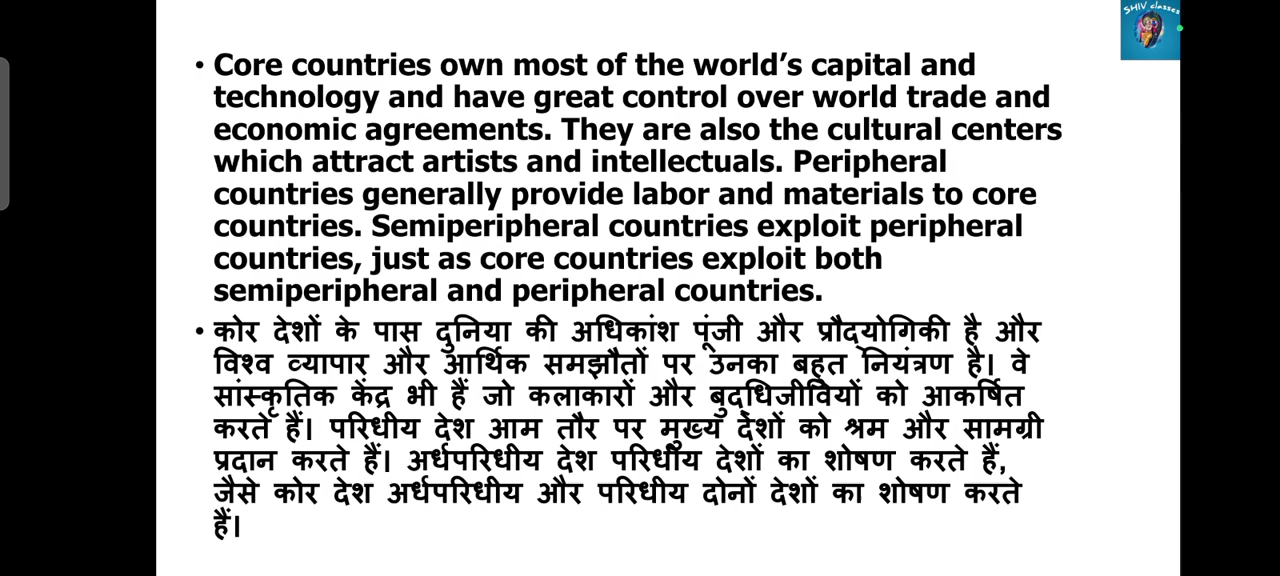 SHIV classes
• Core countries own most of the world’s capital and
technology and have great control over world trade and
economic agreements. They are also the cultural centers
which attract artists and intellectuals. Peripheral
countries generally provide labor and materials to core
countries. Semiperipheral countries exploit peripheral
countries, just as core countries exploit both
semiperipheral and peripheral countries.
• कोर देशों के पास दुनिया की अधिकांश पूंजी और प्रौद्योगिकी है और
विश्व व्यापार और आर्थिक समझौतों पर उनका बहुत नियंत्रण है। वे
सांस्कृतिक केंद्र भी हैं जो कलाकारों और बुद्धिजीवियों को आकर्षित
करते हैं। परिधीय देश आम तौर पर मुख्य देशों को श्रम और सामग्री
प्रदान करते हैं। अर्धपरिधीय देश परिधीय देशों का शोषण करते हैं,
जैसे कोर देश अर्धपरिधीय और परिधीय दोनों देशों का शोषण करते
हैं।